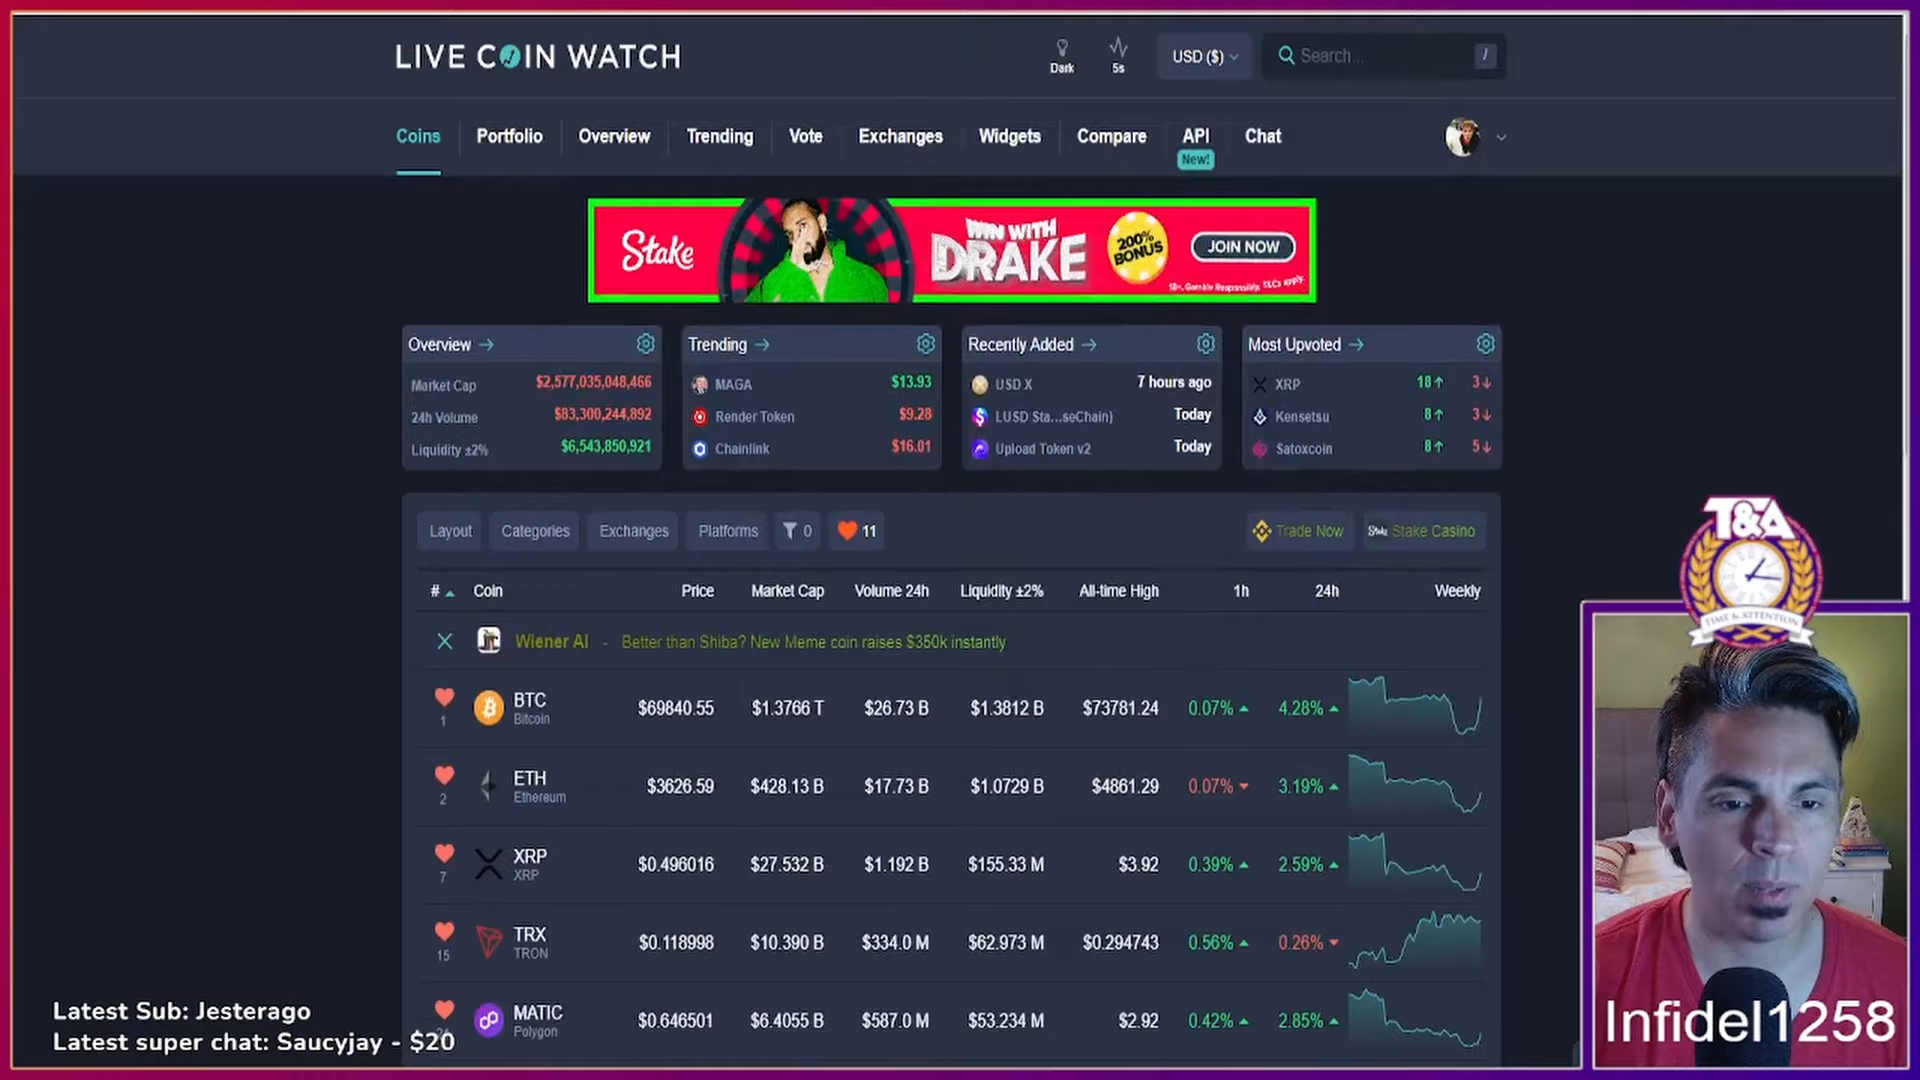 LIVE COIN WATCH
Dark
5s
USD ($)
Search...
/
Coins
Portfolio
Overview
Trending
Vote
Exchanges
Widgets
Compare
API
New!
Chat
Stake
WIN WITH
DRAKE
200%
BONUS
JOIN NOW
18+, Gamble Responsibly. T&Cs apply.
Overview
Market Cap $2,577,035,048,466
24h Volume $83,300,244,892
Liquidity ±2% $6,543,850,921
Trending
MAGA $13.93
Render Token $9.28
Chainlink $16.01
Recently Added
USD X 7 hours ago
LUSD Sta...seChain) Today
Upload Token v2 Today
Most Upvoted
XRP 18 3
Kensetsu 8 3
Satoxcoin 8 5
Layout Categories Exchanges Platforms 0 11 Trade Now Stake Stake Casino
# Coin Price Market Cap Volume 24h Liquidity ±2% All-time High 1h 24h Weekly
Wiener AI - Better than Shiba? New Meme coin raises $350k instantly
BTC $69840.55 $1.3766 T $26.73 B $1.3812 B $73781.24 0.07% 4.28%
1 Bitcoin
ETH $3626.59 $428.13 B $17.73 B $1.0729 B $4861.29 0.07% 3.19%
2 Ethereum
XRP $0.496016 $27.532 B $1.192 B $155.33 M $3.92 0.39% 2.59%
7 XRP
TRX $0.118998 $10.390 B $334.0 M $62.973 M $0.294743 0.56% 0.26%
15 TRON
MATIC $0.646501 $6.4055 B $587.0 M $53.234 M $2.92 0.42% 2.85%
Polygon
T&A
TIME & ATTENTION
Latest Sub: Jesterago
Latest super chat: Saucyjay - $20
Infidel1258